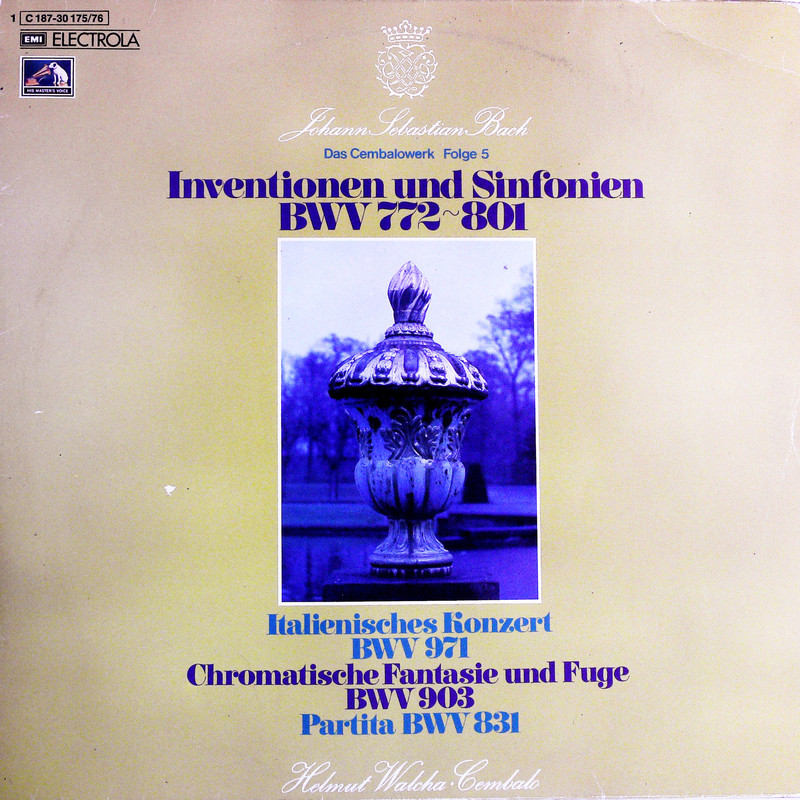 1 C 187-30 175/76
EMI ELECTROLA
HIS MASTER'S VOICE
Johann Sebastian Bach
Das Cembalowerk Folge 5
Inventionen und Sinfonien
BWV 772~801
Italienisches Konzert
BWV 971
Chromatische Fantasie und Fuge
BWV 903
Partita BWV 831
Helmut Walcha · Cembalo